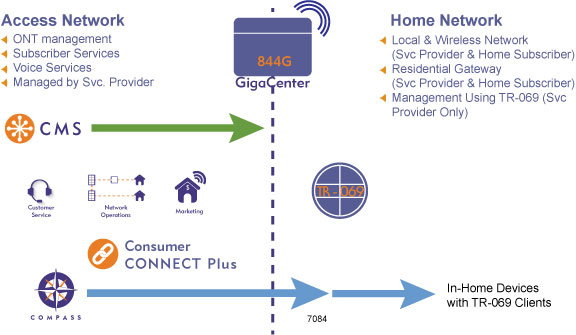 Access Network
ONT management
Subscriber Services
Voice Services
Managed by Svc. Provider
844G
GigaCenter
Home Network
Local & Wireless Network
(Svc Provider & Home Subscriber)
Residential Gateway
(Svc Provider & Home Subscriber)
Management Using TR-069 (Svc
Provider Only)
CMS
Customer
Service
Network
Operations
$
Marketing
TR - 069
Consumer
CONNECT Plus
COMPASS
7084
In-Home Devices
with TR-069 Clients